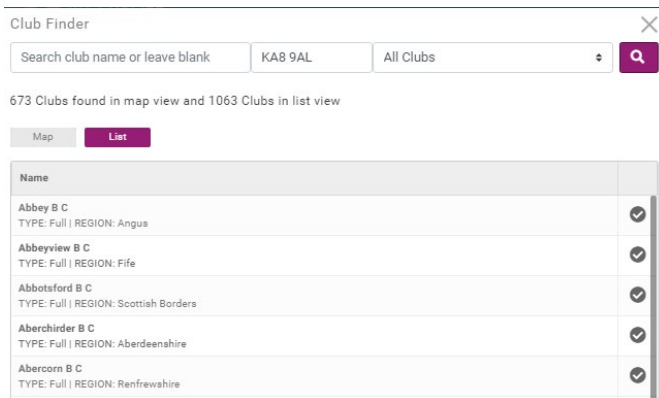 Club Finder
Search club name or leave blank
KA8 9AL
All Clubs
673 Clubs found in map view and 1063 Clubs in list view
Map
List
Name
Abbey B C
TYPE: Full | REGION: Angus
Abbeyview B C
TYPE: Full | REGION: Fife
Abbotsford B C
TYPE: Full | REGION: Scottish Borders
Aberchirder B C
TYPE: Full | REGION: Aberdeenshire
Abercorn B C
TYPE: Full | REGION: Renfrewshire